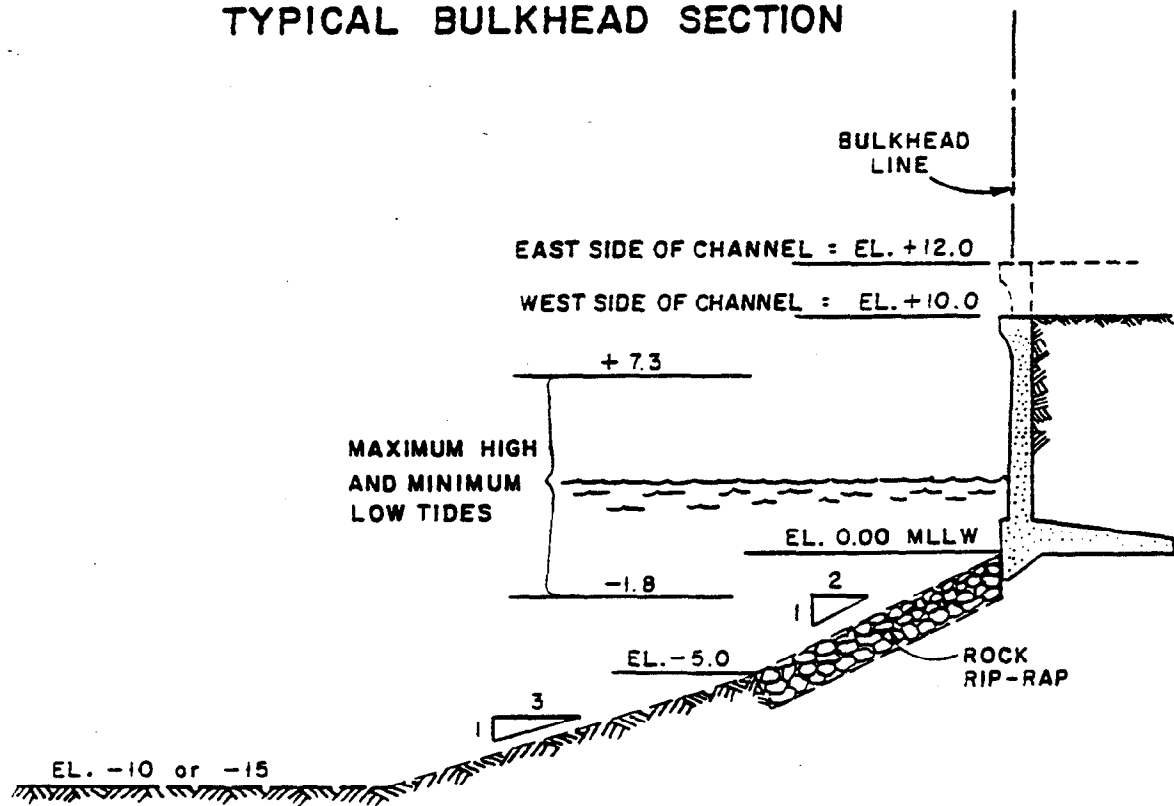 TYPICAL BULKHEAD SECTION
BULKHEAD
LINE
EAST SIDE OF CHANNEL = EL. +12.0
WEST SIDE OF CHANNEL = EL.+10.0
+ 7.3
MAXIMUM HIGH
AND MINIMUM
LOW TIDES
EL. 0.00 MLLW
-1.8
2
1
EL.-5.0
ROCK
RIP-RAP
3
1
EL. -10 or -15